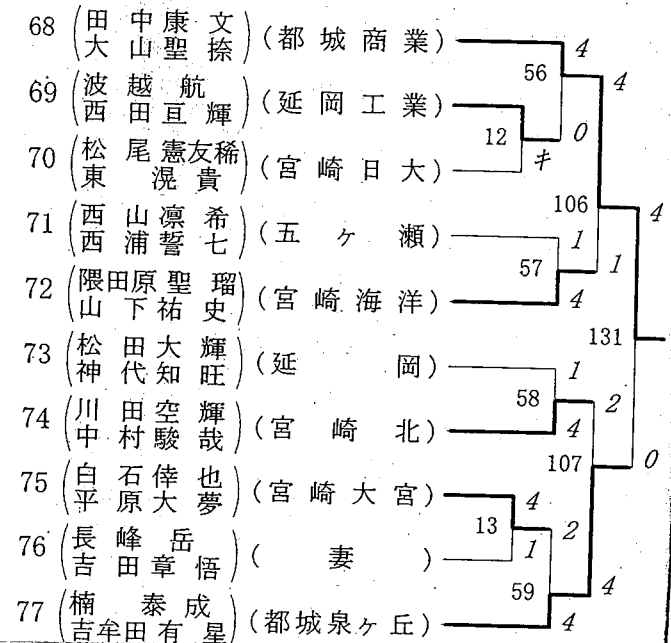 68 (田中康文 大山聖捺) (都城商業)
69 (波越航 西田亘輝) (延岡工業)
70 (松尾憲友稀 東滉貴) (宮崎日大)
71 (西山凛希 西浦誓七) (五ヶ瀬)
72 (隈田原聖瑠 山下祐史) (宮崎海洋)
73 (松田大輝 神代知旺) (延岡)
74 (川田空輝 中村駿哉) (宮崎北)
75 (白石倖也 平原大夢) (宮崎大宮)
76 (長峰岳 吉田章悟) (妻)
77 (楠泰成 吉牟田有星) (都城泉ヶ丘)
56 4 0
12 キ
57 1 4
58 1 4
13 4 1
59 2 4
106 4 1
107 2 4
131 4 0